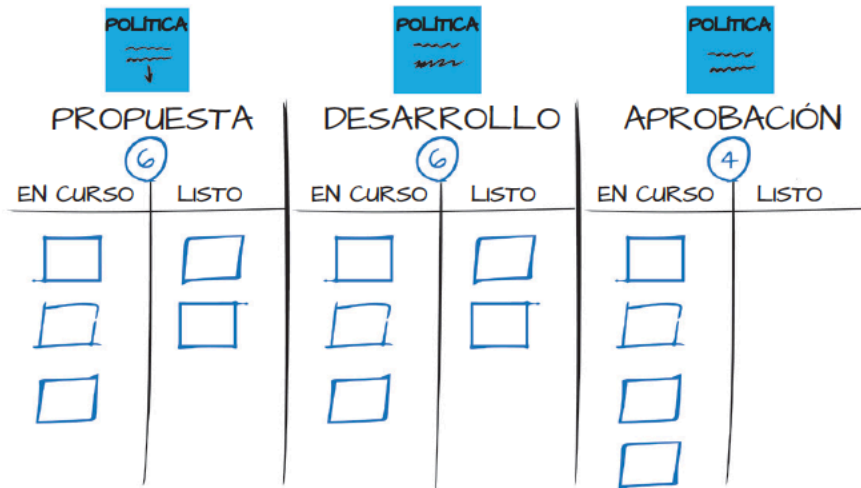 POLÍTICA
POLÍTICA
POLÍTICA
PROPUESTA
DESARROLLO
APROBACIÓN
6
6
4
EN CURSO
LISTO
EN CURSO
LISTO
EN CURSO
LISTO